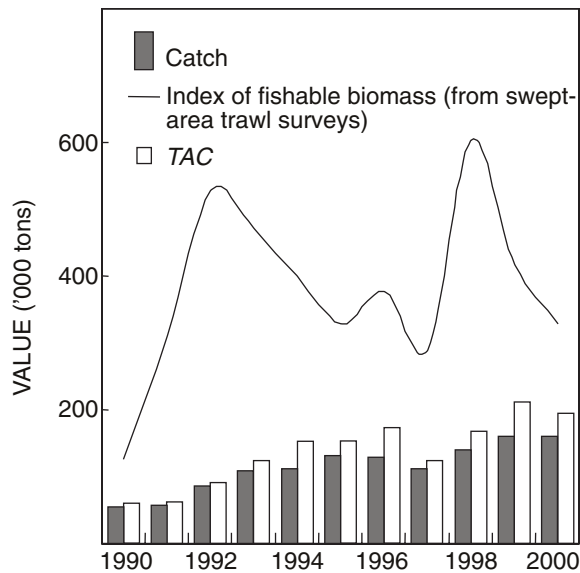 Catch
Index of fishable biomass (from swept-
area trawl surveys)
TAC
VALUE ('000 tons)
600
400
200
1990 1992 1994 1996 1998 2000